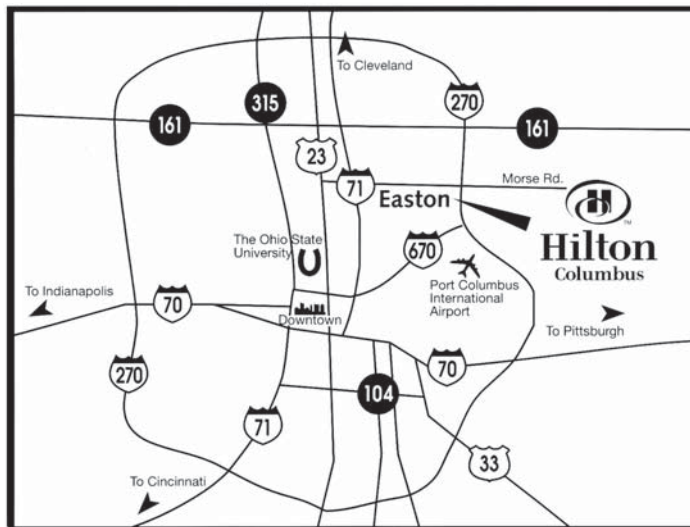 To Cleveland
315
270
161
161
23
71
Morse Rd.
Easton
H
TM
Hilton
Columbus
The Ohio State
University
670
Port Columbus
International
Airport
To Indianapolis
70
Downtown
To Pittsburgh
270
70
104
71
33
To Cincinnati